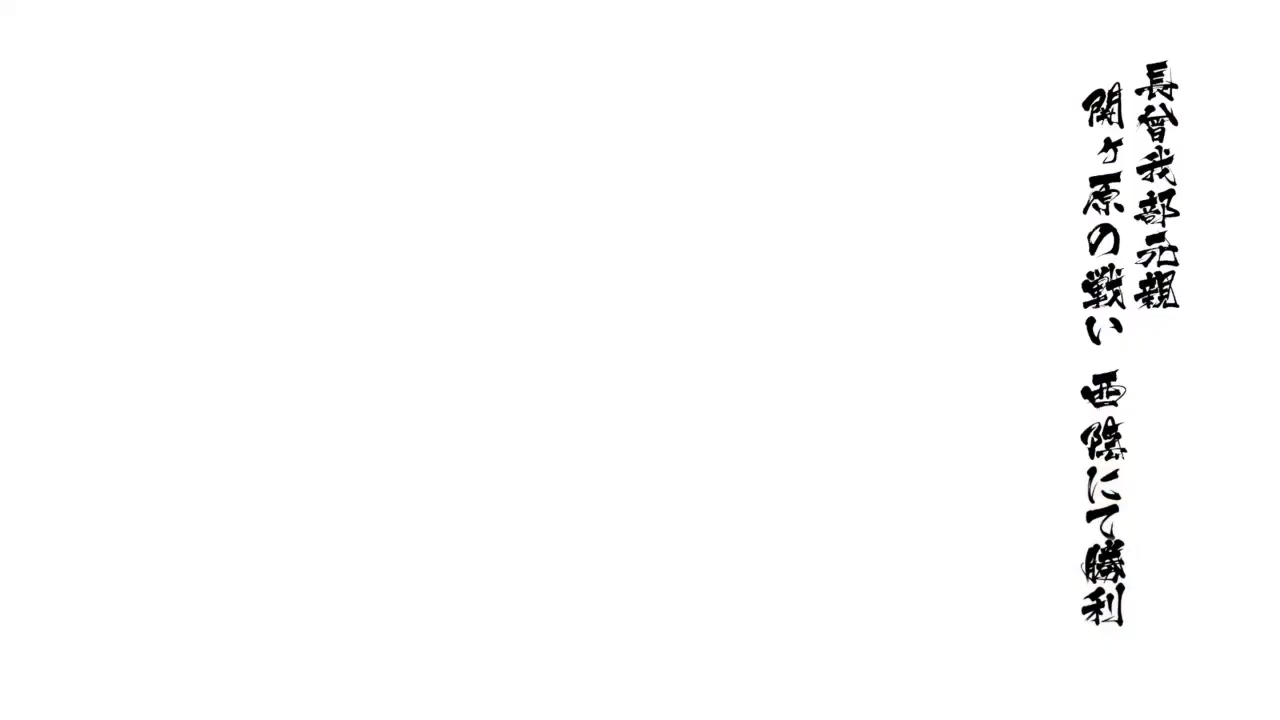 長曾我部元親
関ヶ原の戦い 西陣にて勝利